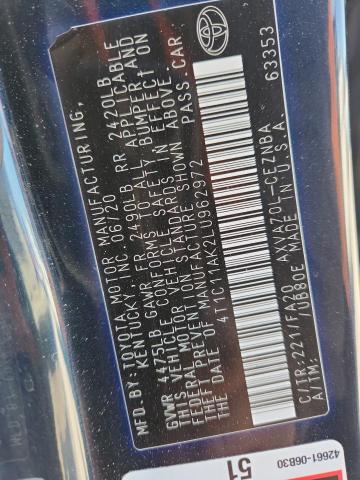 MFD. BY: TOYOTA MOTOR MANUFACTURING,
KENTUCKY, INC. 06/20
GVWR 4475LB GAWR FR 2490LB RR 2420LB
THIS VEHICLE CONFORMS TO ALL APPLICABLE
FEDERAL MOTOR VEHICLE SAFETY, BUMPER, AND
THEFT PREVENTION STANDARDS IN EFFECT ON
THE DATE OF MANUFACTURE SHOWN ABOVE.
4T1C11AK2LU962972 PASS.CAR
C/TR:221/FA20 AXVA70L-CEZNBA
A/TM: /UB80E MADE IN U.S.A. 63353
42661-06B30
51